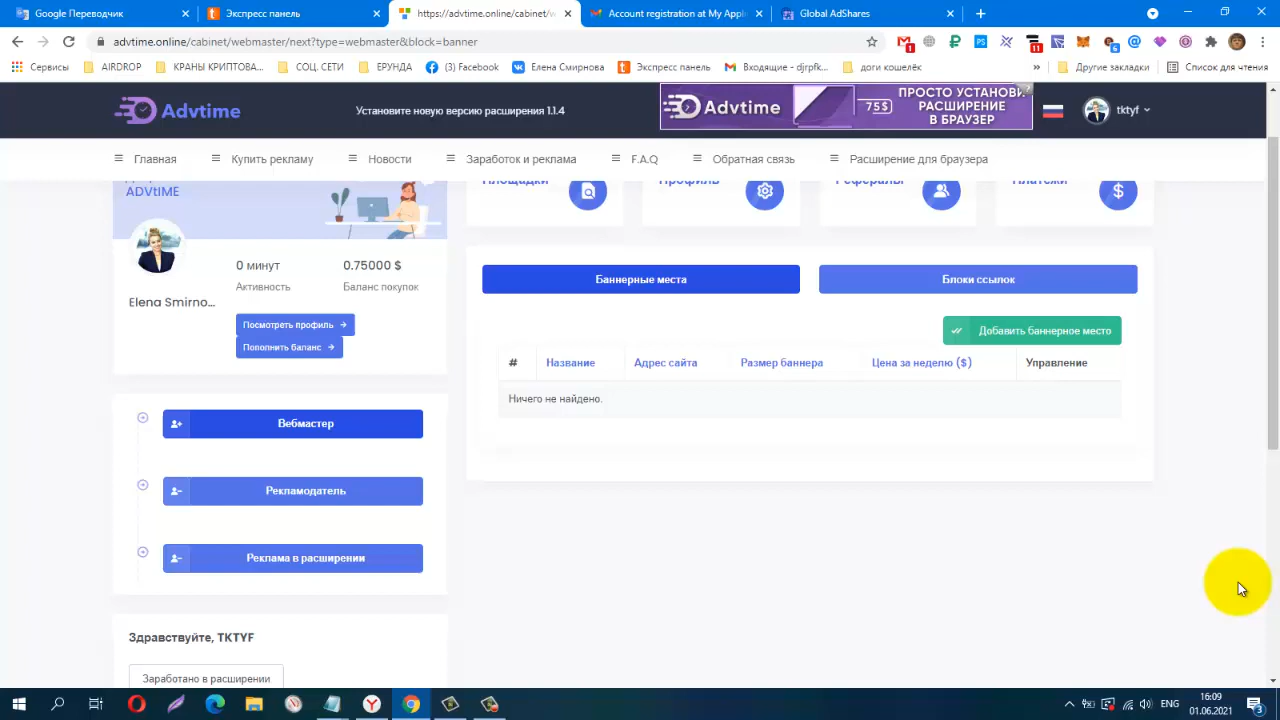 Google Переводчик
Экспресс панель
https://advtime.online/cabinet/w
Account registration at My Appl
Global AdShares
advtime.online/cabinet/webmaster/next?type=webmaster&block=banner
Сервисы
AIRDROP
КРАНЫ КРИПТОВА...
СОЦ. СЕТИ
ЕРУНДА
(3) Facebook
Елена Смирнова
Экспресс панель
Входящие - djrpfk...
доги кошелёк
Другие закладки
Список для чтения
Advtime
Установите новую версию расширения 1.1.4
Advtime
75$
ПРОСТО УСТАНОВИ
РАСШИРЕНИЕ
В БРАУЗЕР
tktyf
Главная
Купить рекламу
Новости
Заработок и реклама
F.A.Q
Обратная связь
Расширение для браузера
ADVtIME
Площадки
Профиль
Рефералы
Платежи
0 минут
Активность
0.75000 $
Баланс покупок
Elena Smirno...
Посмотреть профиль
Пополнить баланс
Баннерные места
Блоки ссылок
Добавить баннерное место
# Название Адрес сайта Размер баннера Цена за неделю ($) Управление
Ничего не найдено.
Вебмастер
Рекламодатель
Реклама в расширении
Здравствуйте, TKTYF
Заработано в расширении
ENG
16:09
01.06.2021